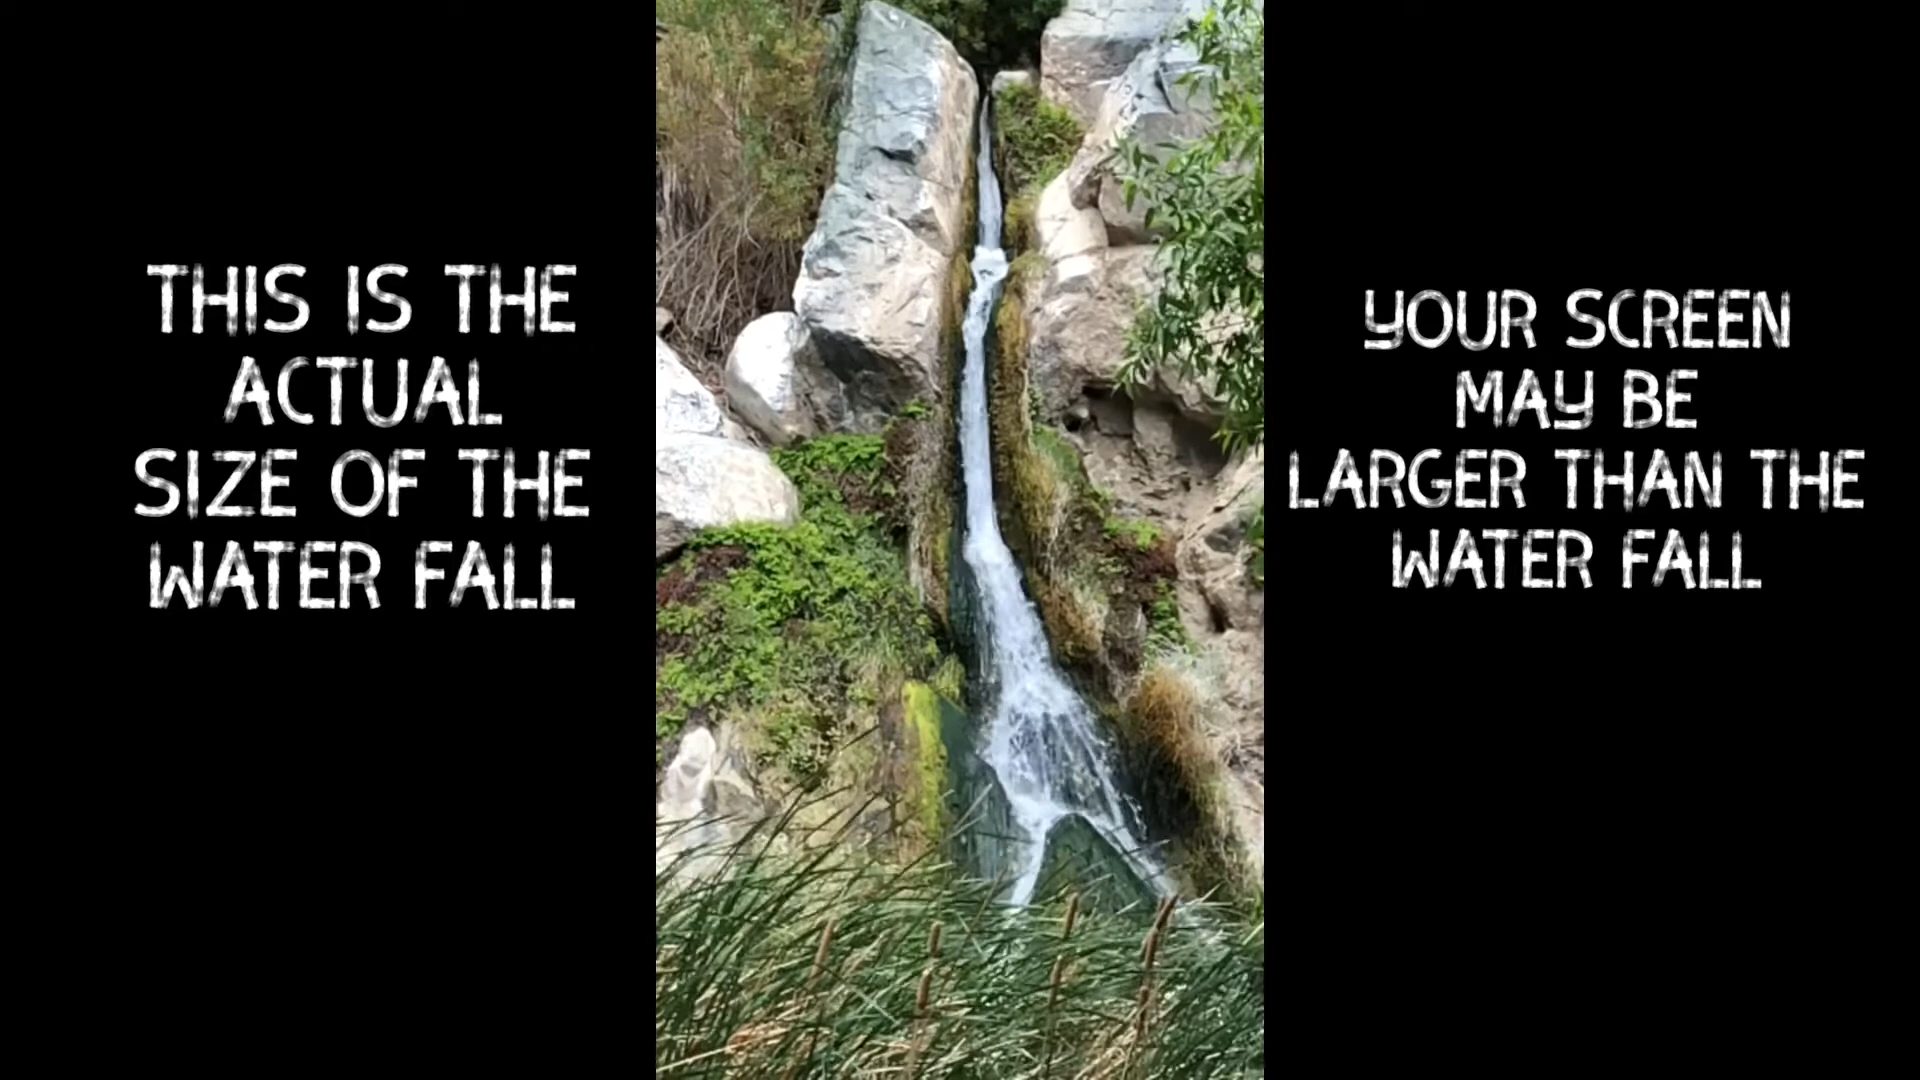 THIS IS THE
ACTUAL
SIZE OF THE
WATER FALL
YOUR SCREEN
MAY BE
LARGER THAN THE
WATER FALL